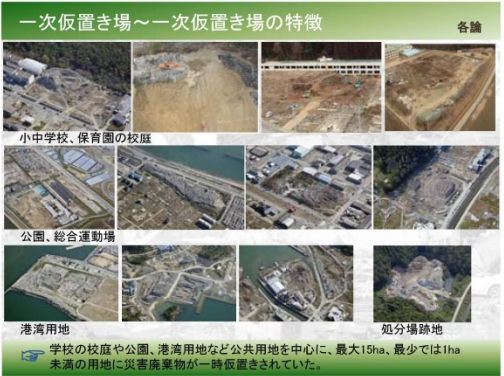 一次仮置き場～一次仮置き場の特徴
各論
小中学校、保育園の校庭
公園、総合運動場
港湾用地
処分場跡地
学校の校庭や公園、港湾用地など公共用地を中心に、最大15ha、最少では1ha
未満の用地に災害廃棄物が一時仮置きされていた。